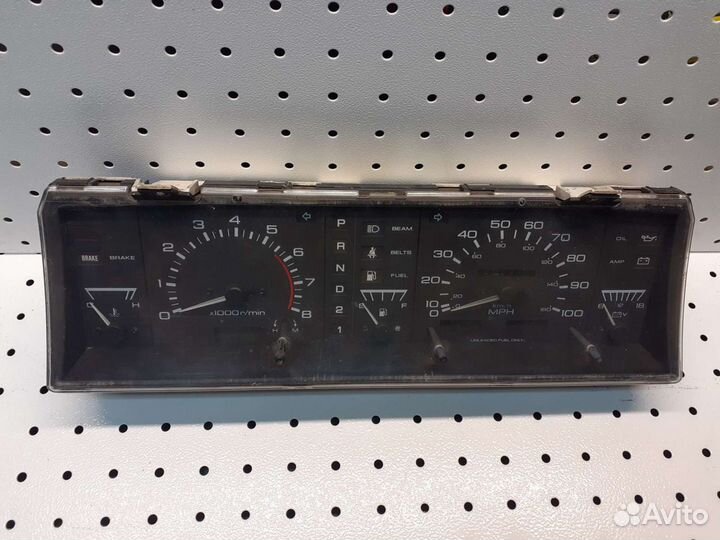 BRAKE BRAKE
C H
0 1 2 3 4 5 6 7 8
x1000r/min
P
R
N
D
2
1
BEAM
BELTS
FUEL
F
0 10 20 30 40 50 60 70 80 90 100
km/h
MPH
UNLEADED FUEL ONLY
OIL
AMP
18
V
Avito